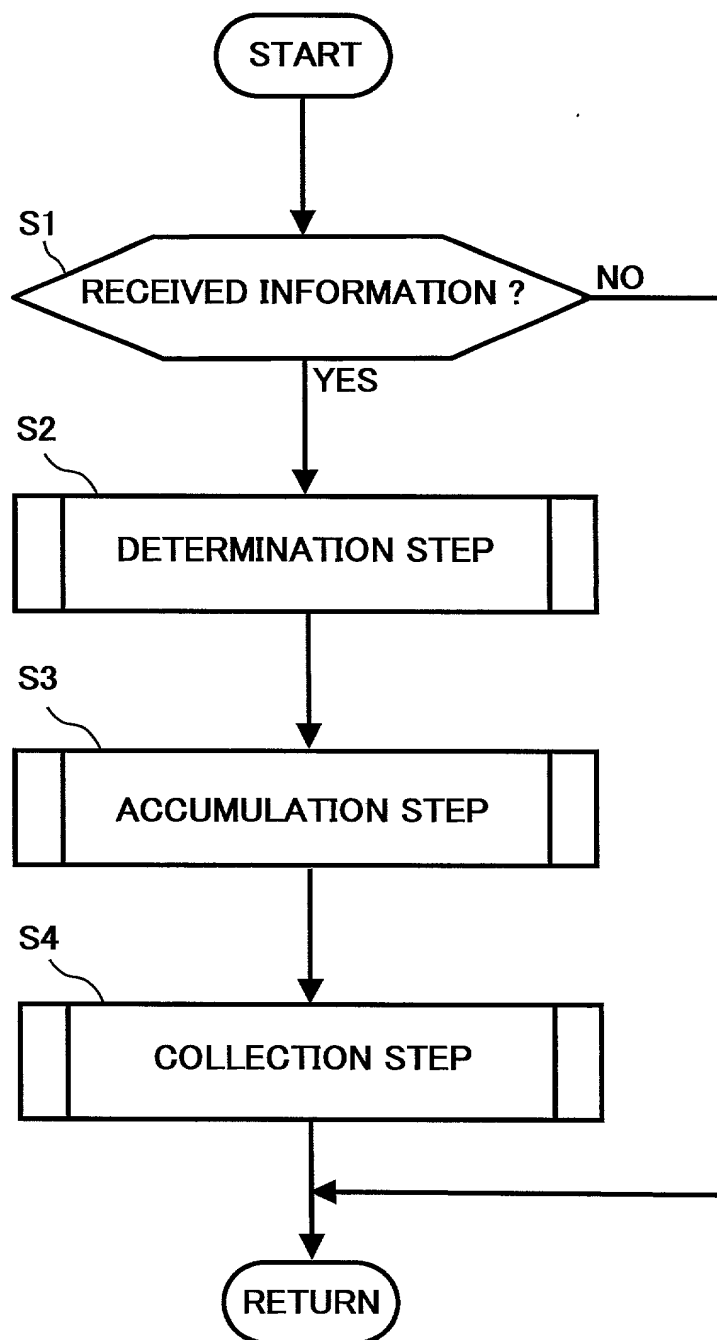 START
S1
RECEIVED INFORMATION ?
NO
YES
S2
DETERMINATION STEP
S3
ACCUMULATION STEP
S4
COLLECTION STEP
RETURN